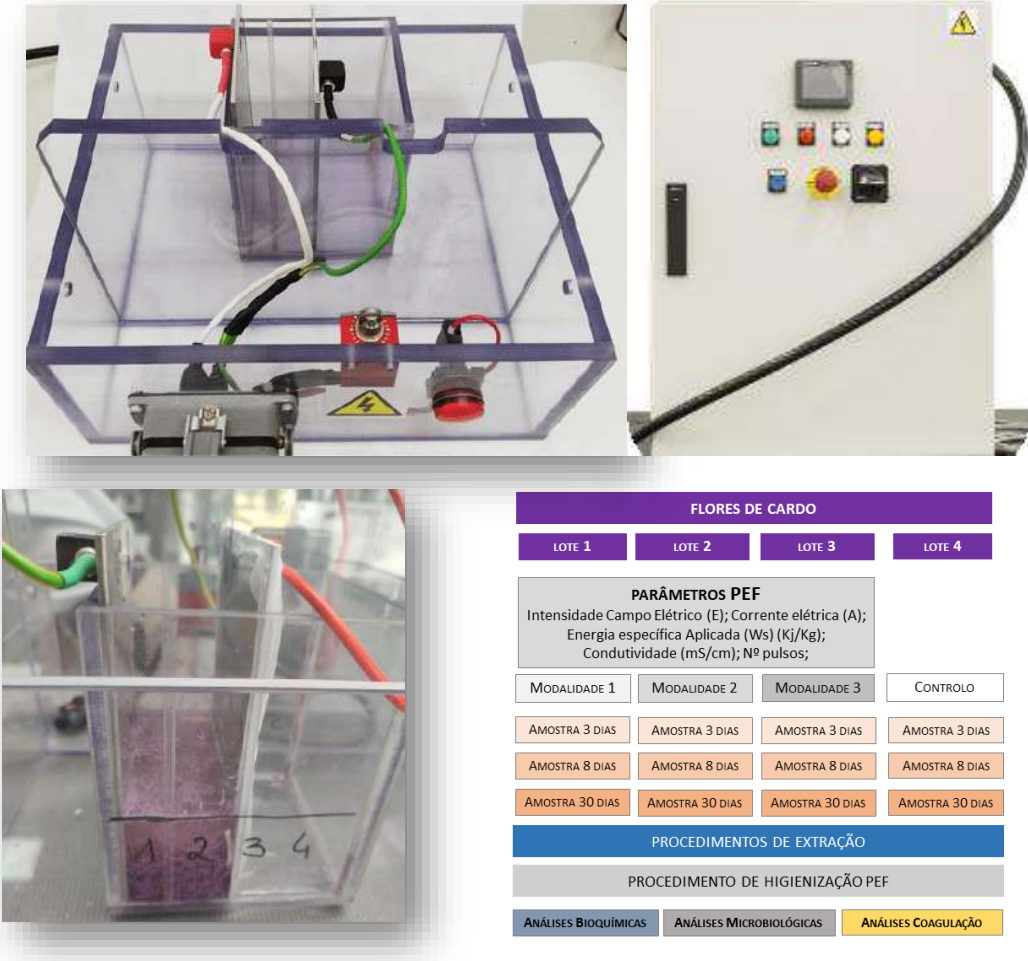 1 2 3 4
FLORES DE CARDO
LOTE 1 LOTE 2 LOTE 3 LOTE 4
PARÂMETROS PEF
Intensidade Campo Elétrico (E); Corrente elétrica (A);
Energia específica Aplicada (Ws) (Kj/Kg);
Condutividade (mS/cm); Nº pulsos;
MODALIDADE 1 MODALIDADE 2 MODALIDADE 3 CONTROLO
AMOSTRA 3 DIAS AMOSTRA 3 DIAS AMOSTRA 3 DIAS AMOSTRA 3 DIAS
AMOSTRA 8 DIAS AMOSTRA 8 DIAS AMOSTRA 8 DIAS AMOSTRA 8 DIAS
AMOSTRA 30 DIAS AMOSTRA 30 DIAS AMOSTRA 30 DIAS AMOSTRA 30 DIAS
PROCEDIMENTOS DE EXTRAÇÃO
PROCEDIMENTO DE HIGIENIZAÇÃO PEF
ANÁLISES BIOQUÍMICAS ANÁLISES MICROBIOLÓGICAS ANÁLISES COAGULAÇÃO